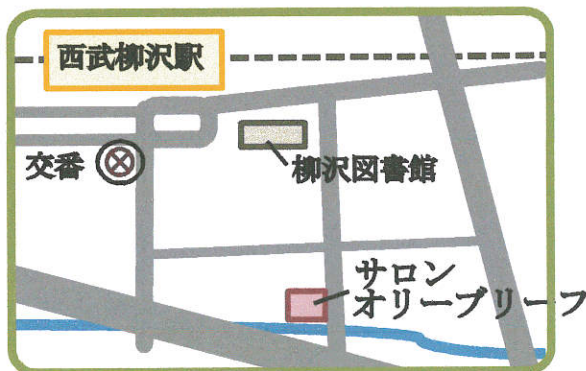 西武柳沢駅
交番
柳沢図書館
サロン
オリーブリーフ